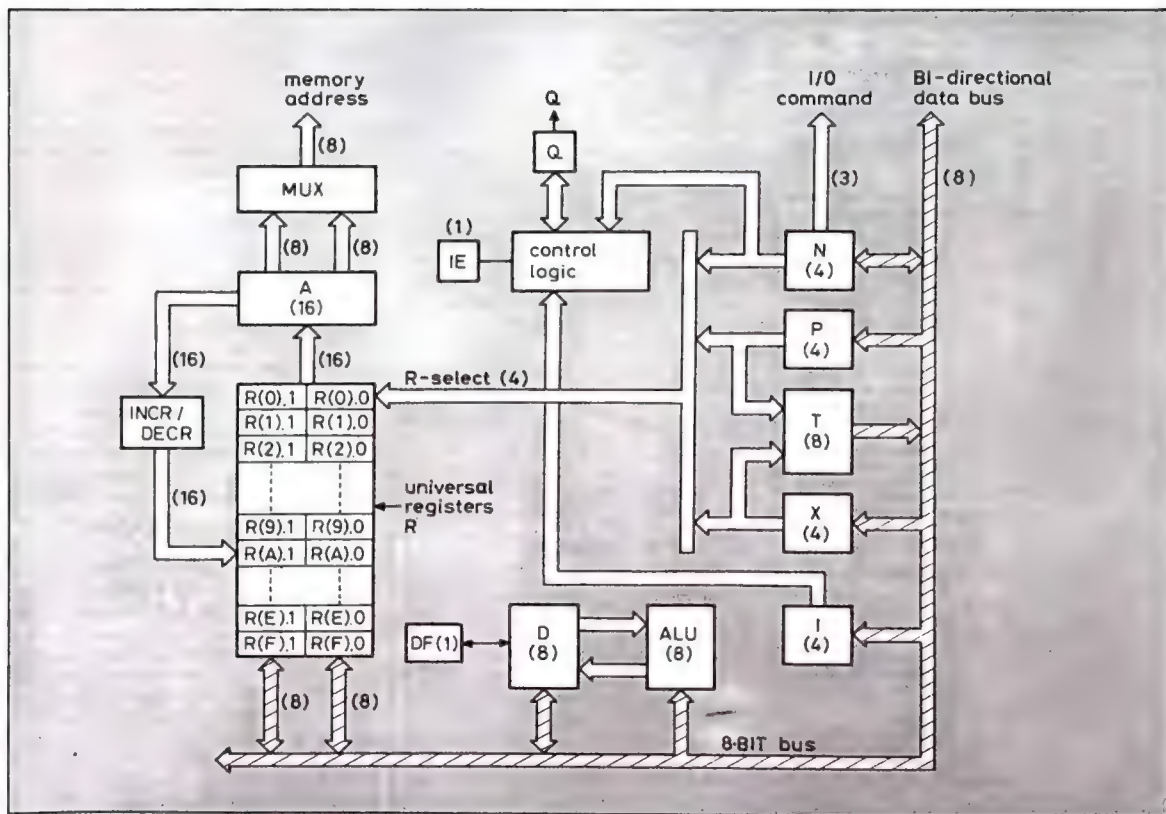 memory
address
(8)
MUX
(8) (8)
A
(16)
(16)
(16)
INCR/
DECR
(16)
R(0).1 R(0).0
R(1).1 R(1).0
R(2).1 R(2).0
R(9).1 R(9).0
R(A).1 R(A).0
R(E).1 R(E).0
R(F).1 R(F).0
universal
registers
R
(8) (8)
Q
Q
(1)
IE
control
logic
R-select (4)
I/O
command
(3)
BI-directional
data bus
(8)
N
(4)
P
(4)
T
(8)
X
(4)
I
(4)
DF(1)
D
(8)
ALU
(8)
8-BIT bus